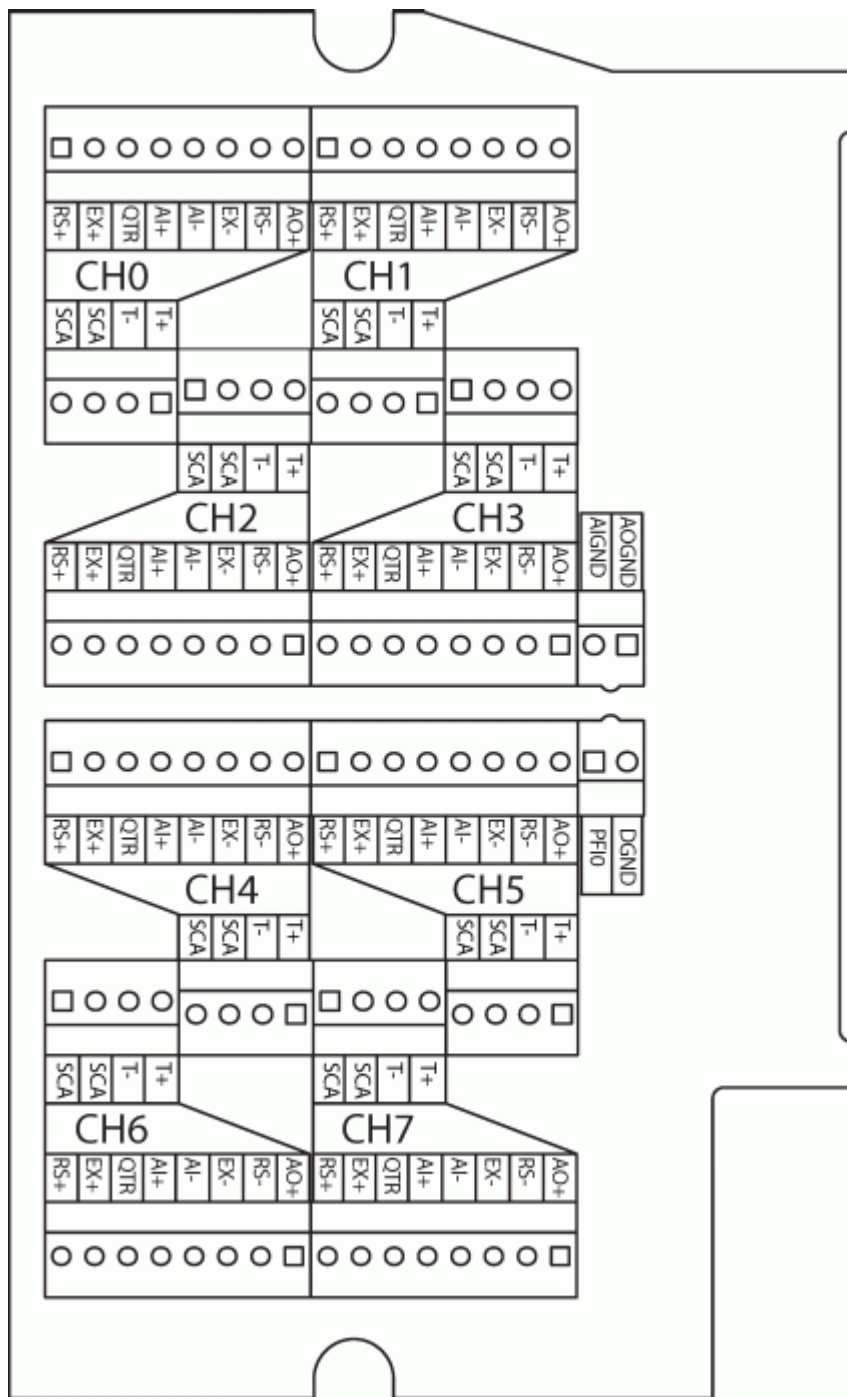 RS+ EX+ QTR AI+ AI- EX- RS- AO+ RS+ EX+ QTR AI+ AI- EX- RS- AO+
CH0 CH1
SCA SCA T- T+ SCA SCA T- T+
SCA SCA T- T+ SCA SCA T- T+
CH2 CH3
AIGND AOGND
RS+ EX+ QTR AI+ AI- EX- RS- AO+ RS+ EX+ QTR AI+ AI- EX- RS- AO+
RS+ EX+ QTR AI+ AI- EX- RS- AO+ RS+ EX+ QTR AI+ AI- EX- RS- AO+ PFI0 DGND
CH4 CH5
SCA SCA T- T+ SCA SCA T- T+
SCA SCA T- T+ SCA SCA T- T+
CH6 CH7
RS+ EX+ QTR AI+ AI- EX- RS- AO+ RS+ EX+ QTR AI+ AI- EX- RS- AO+